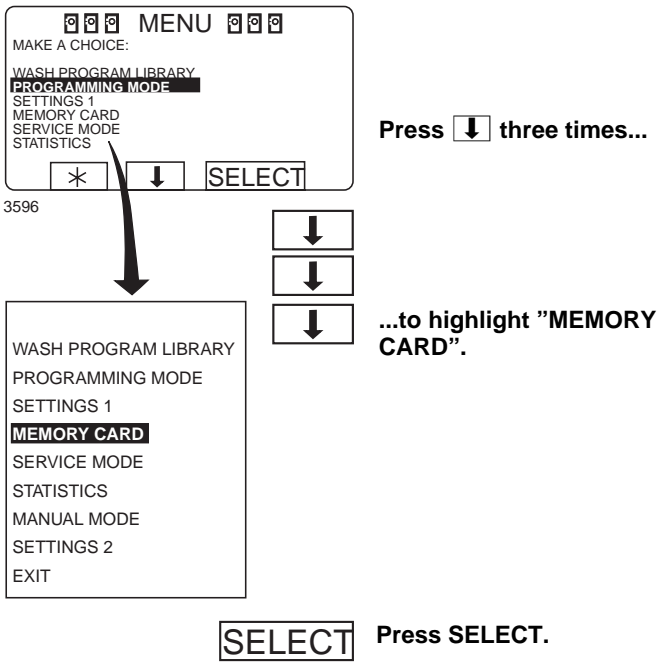 MENU
MAKE A CHOICE:
WASH PROGRAM LIBRARY
PROGRAMMING MODE
SETTINGS 1
MEMORY CARD
SERVICE MODE
STATISTICS
SELECT
3596
Press three times...
...to highlight ”MEMORY
CARD”.
WASH PROGRAM LIBRARY
PROGRAMMING MODE
SETTINGS 1
MEMORY CARD
SERVICE MODE
STATISTICS
MANUAL MODE
SETTINGS 2
EXIT
SELECT
Press SELECT.